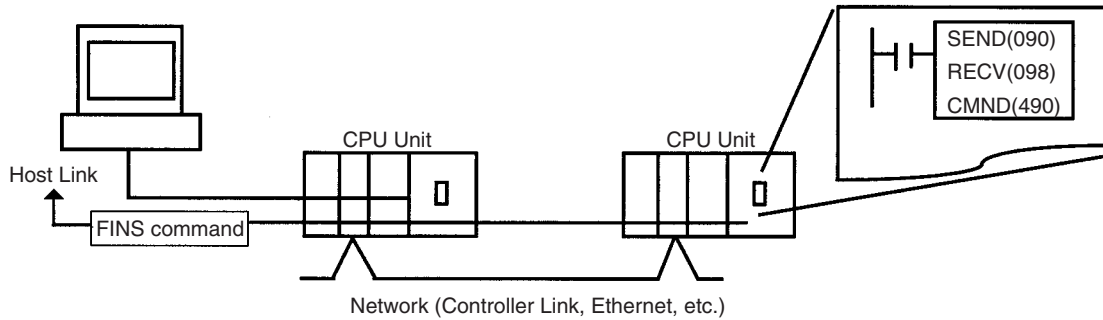 SEND(090)
RECV(098)
CMND(490)
CPU Unit
CPU Unit
Host Link
FINS command
Network (Controller Link, Ethernet, etc.)